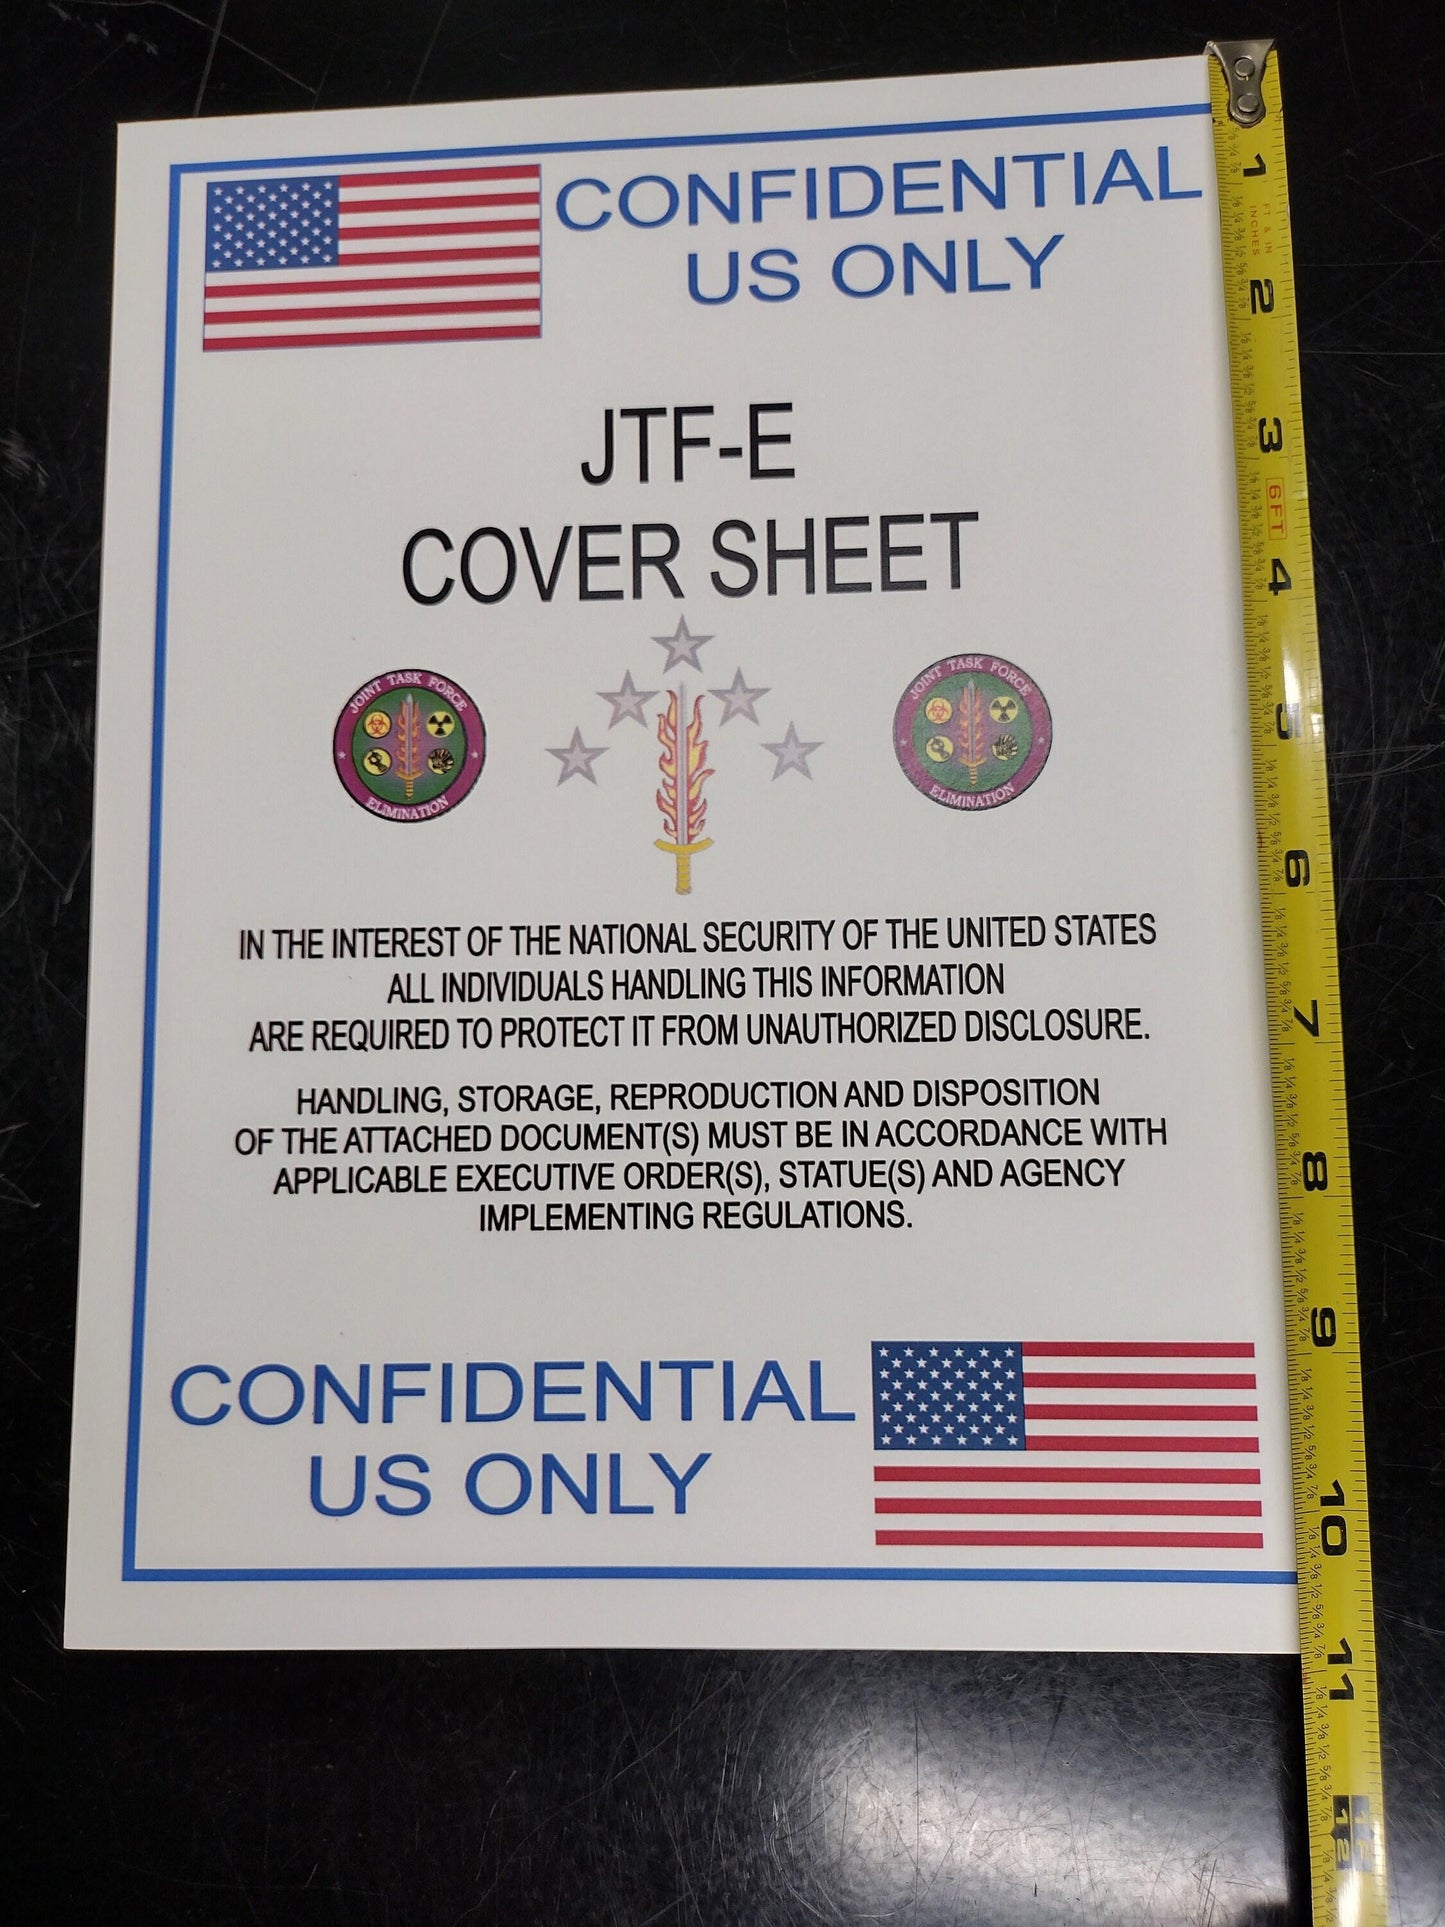 CONFIDENTIAL
US ONLY
JTF-E
COVER SHEET
JOINT TASK FORCE
ELIMINATION
JOINT TASK FORCE
ELIMINATION
IN THE INTEREST OF THE NATIONAL SECURITY OF THE UNITED STATES
ALL INDIVIDUALS HANDLING THIS INFORMATION
ARE REQUIRED TO PROTECT IT FROM UNAUTHORIZED DISCLOSURE.
HANDLING, STORAGE, REPRODUCTION AND DISPOSITION
OF THE ATTACHED DOCUMENT(S) MUST BE IN ACCORDANCE WITH
APPLICABLE EXECUTIVE ORDER(S), STATUE(S) AND AGENCY
IMPLEMENTING REGULATIONS.
CONFIDENTIAL
US ONLY
1
FT & IN
INCHES
2
3
6FT
4
5
6
7
8
9
10
11